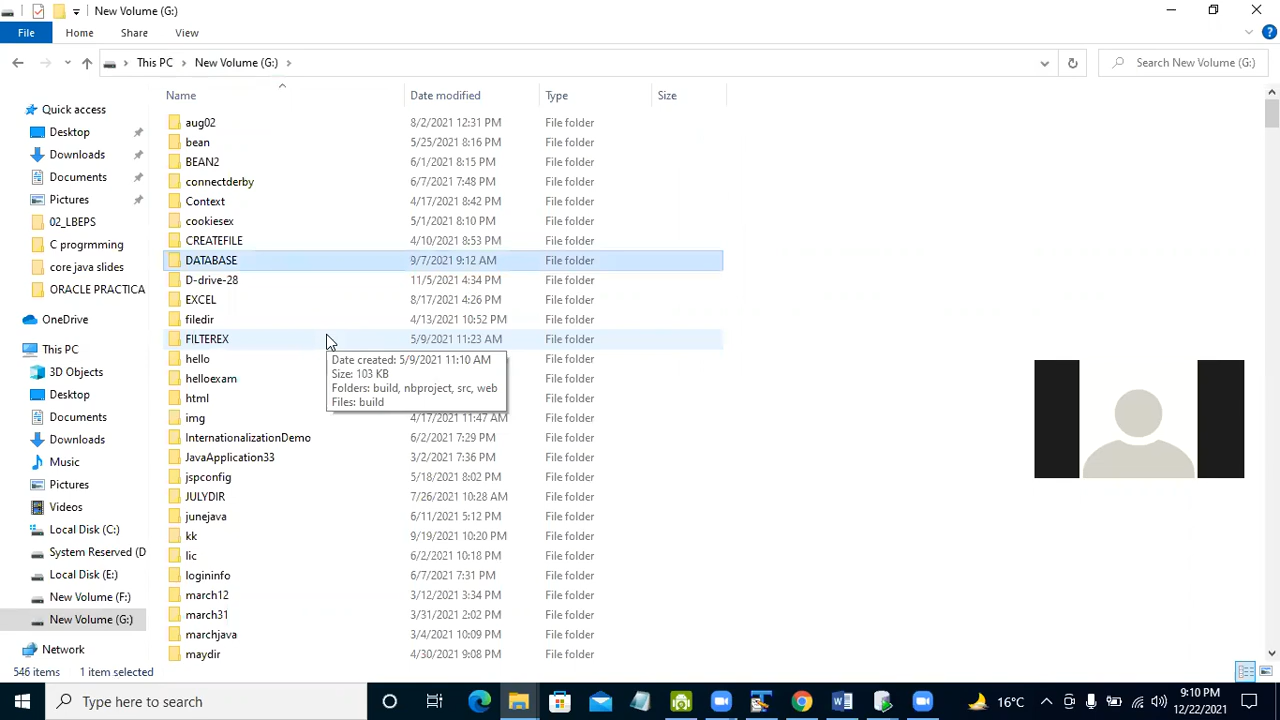 New Volume (G:)
File
Home
Share
View
This PC
New Volume (G:)
Search New Volume (G:)
Name
Date modified
Type
Size
Quick access
Desktop
Downloads
Documents
Pictures
02_LBEPS
C progrmming
core java slides
ORACLE PRACTICA
OneDrive
This PC
3D Objects
Desktop
Documents
Downloads
Music
Pictures
Videos
Local Disk (C:)
System Reserved (D
Local Disk (E:)
New Volume (F:)
New Volume (G:)
Network
aug02 8/2/2021 12:31 PM File folder
bean 5/25/2021 8:16 PM File folder
BEAN2 6/1/2021 8:15 PM File folder
connectderby 6/7/2021 7:48 PM File folder
Context 4/17/2021 8:42 PM File folder
cookiesex 5/1/2021 8:10 PM File folder
CREATEFILE 4/10/2021 8:53 PM File folder
DATABASE 9/7/2021 9:12 AM File folder
D-drive-28 11/5/2021 4:34 PM File folder
EXCEL 8/17/2021 4:26 PM File folder
filedir 4/13/2021 10:52 PM File folder
FILTEREX 5/9/2021 11:23 AM File folder
hello File folder
helloexam File folder
html File folder
img 4/17/2021 11:47 AM File folder
InternationalizationDemo 6/2/2021 7:29 PM File folder
JavaApplication33 3/2/2021 7:36 PM File folder
jspconfig 5/18/2021 8:02 PM File folder
JULYDIR 7/26/2021 10:28 AM File folder
junejava 6/11/2021 5:12 PM File folder
kk 9/19/2021 10:20 PM File folder
lic 6/2/2021 10:18 PM File folder
logininfo 6/7/2021 7:31 PM File folder
march12 3/12/2021 3:34 PM File folder
march31 3/31/2021 2:02 PM File folder
marchjava 3/4/2021 10:09 PM File folder
maydir 4/30/2021 9:08 PM File folder
Date created: 5/9/2021 11:10 AM
Size: 103 KB
Folders: build, nbproject, src, web
Files: build
546 items
1 item selected
Type here to search
16°C
9:10 PM
12/22/2021